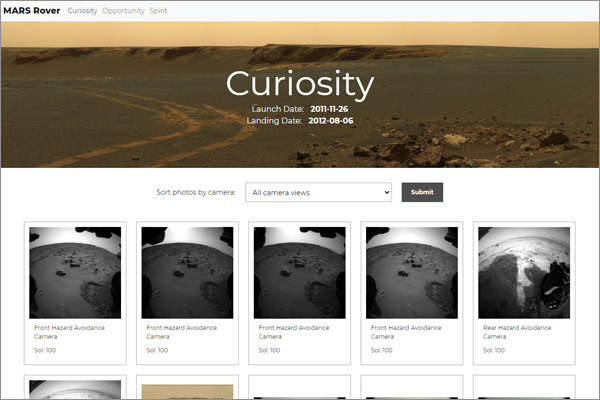 MARS Rover Curiosity Opportunity Spirit
Curiosity
Launch Date: 2011-11-26
Landing Date: 2012-08-06
Sort photos by camera: All camera views Submit
Front Hazard Avoidance
Camera
Sol: 100
Front Hazard Avoidance
Camera
Sol: 100
Front Hazard Avoidance
Camera
Sol: 100
Front Hazard Avoidance
Camera
Sol: 100
Rear Hazard Avoidance
Camera
Sol: 100